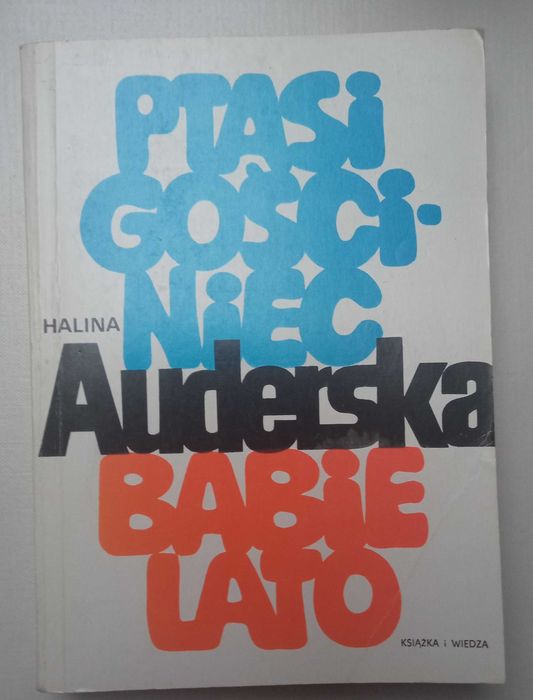 PTASi
GOŚCi-
NiEC
HALINA
Auderska
BABiE
LATO
KSIĄŻKA i WIEDZA